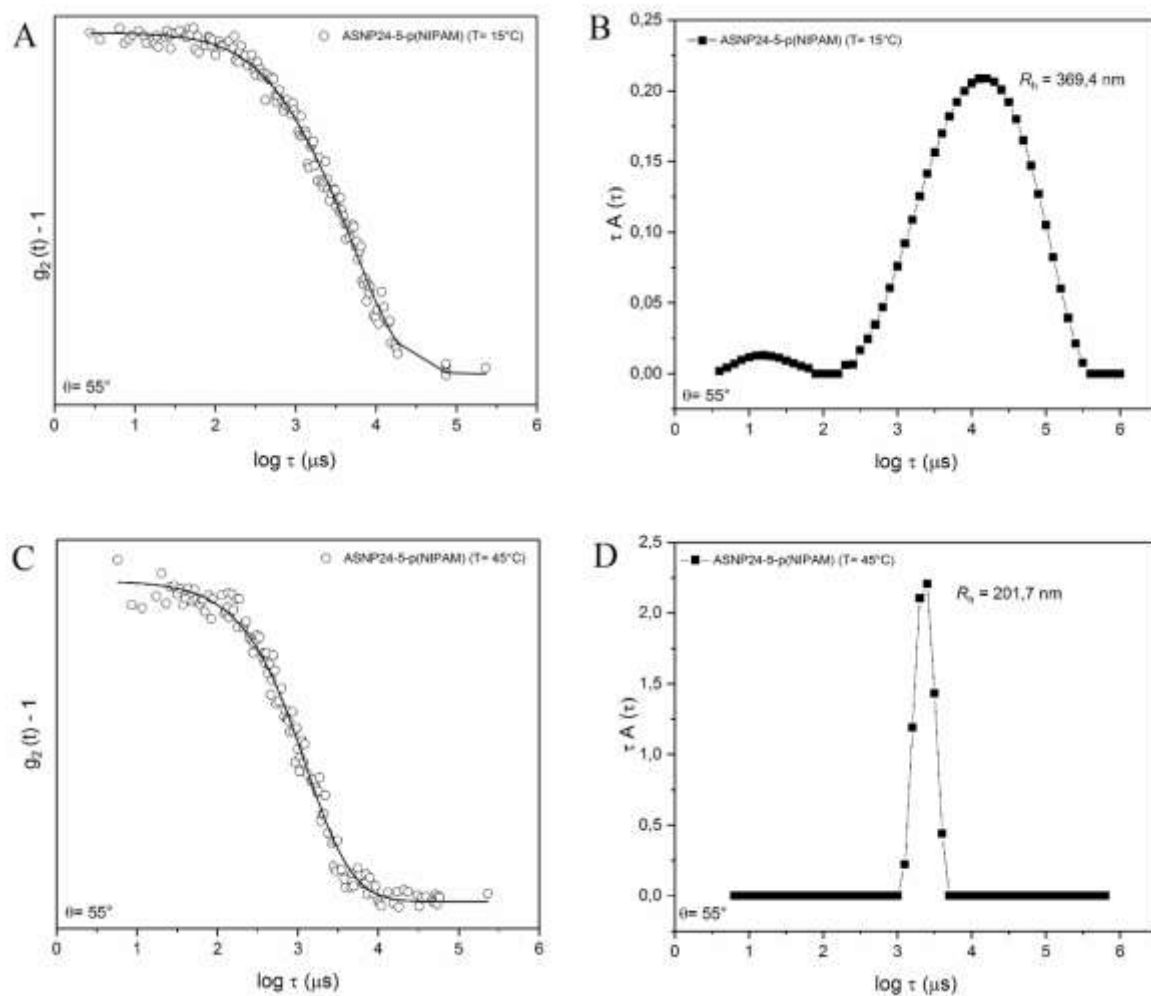 A
ASNP24-5-p(NIPAM) (T= 15°C)
g₂ (t) - 1
θ= 55°
0 1 2 3 4 5 6
log τ (μs)
B
0,25
0,20
0,15
0,10
0,05
0,00
ASNP24-5-p(NIPAM) (T= 15°C)
Rₕ = 369,4 nm
τ A (τ)
θ= 55°
0 1 2 3 4 5 6
log τ (μs)
C
ASNP24-5-p(NIPAM) (T= 45°C)
g₂ (t) - 1
θ= 55°
0 1 2 3 4 5 6
log τ (μs)
D
2,5
2,0
1,5
1,0
0,5
0,0
ASNP24-5-p(NIPAM) (T= 45°C)
Rₕ = 201,7 nm
τ A (τ)
θ= 55°
0 1 2 3 4 5 6
log τ (μs)